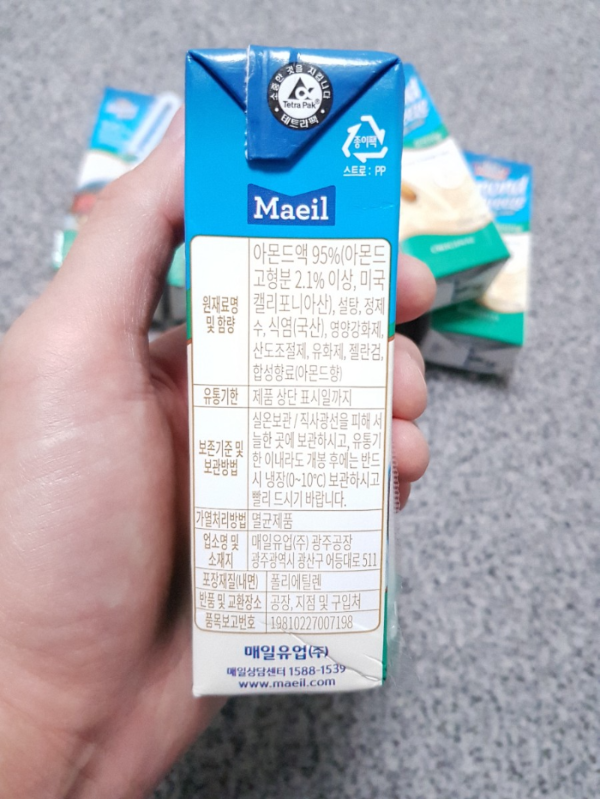 소중한 것을 지킵니다
Tetra Pak®
테트라팩
종이팩
스트로 : PP
Maeil
원재료명 및 함량
아몬드액 95%(아몬드
고형분 2.1% 이상, 미국
캘리포니아산), 설탕, 정제
수, 식염(국산), 영양강화제,
산도조절제, 유화제, 젤란검,
합성향료(아몬드향)
유통기한 제품 상단 표시일까지
보존기준 및 보관방법
실온보관 / 직사광선을 피해 서
늘한 곳에 보관하시고, 유통기
한 이내라도 개봉 후에는 반드
시 냉장(0~10℃) 보관하시고
빨리 드시기 바랍니다.
가열처리방법 멸균제품
업소명 및 소재지
매일유업(주) 광주공장
광주광역시 광산구 어등대로 511
포장재질(내면) 폴리에틸렌
반품 및 교환장소 공장, 지점 및 구입처
품목보고번호 19810227007198
매일유업(주)
매일상담센터 1588-1539
www.maeil.com
ORIGINAL